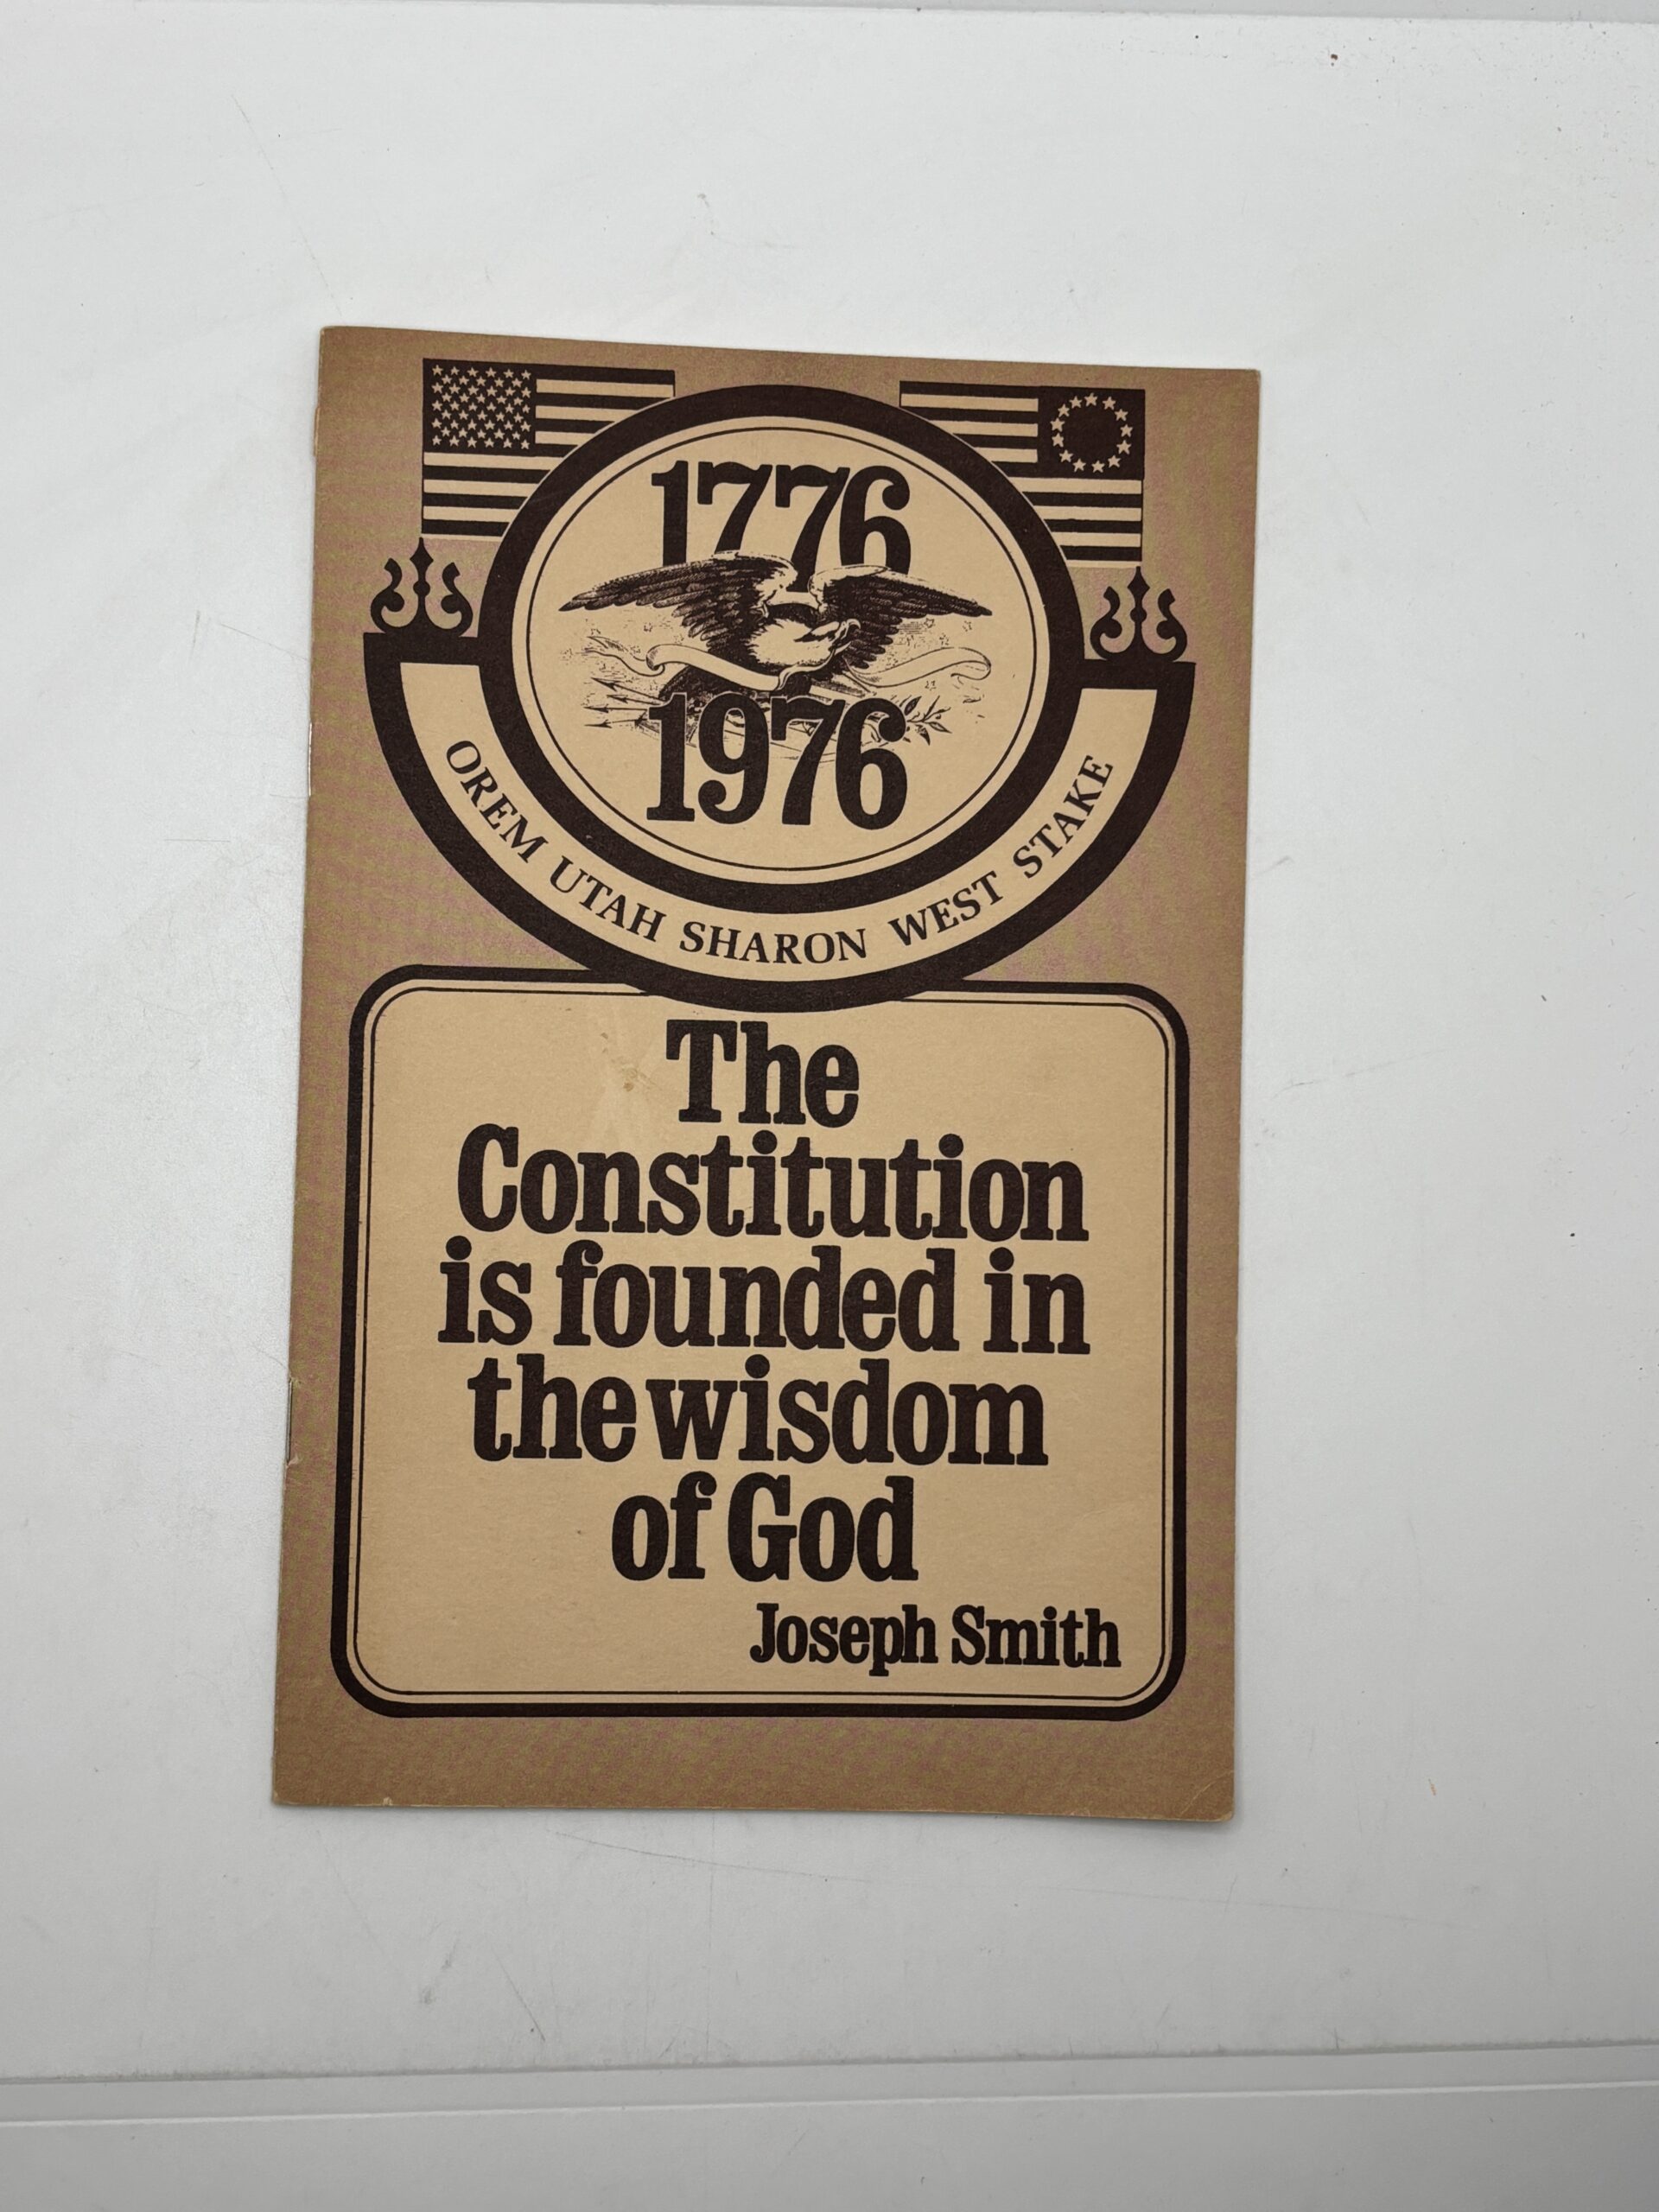 1776
1976
OREM UTAH SHARON WEST STAKE
The
Constitution
is founded in
the wisdom
of God
Joseph Smith